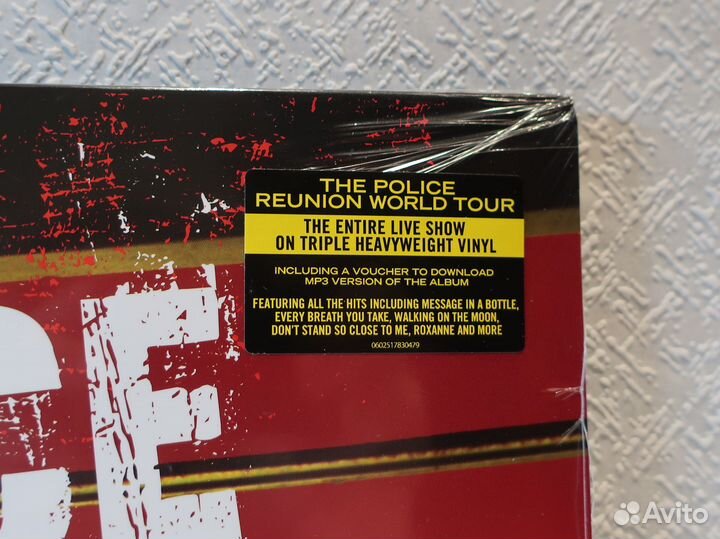 THE POLICE
REUNION WORLD TOUR
THE ENTIRE LIVE SHOW
ON TRIPLE HEAVYWEIGHT VINYL
INCLUDING A VOUCHER TO DOWNLOAD
MP3 VERSION OF THE ALBUM
FEATURING ALL THE HITS INCLUDING MESSAGE IN A BOTTLE,
EVERY BREATH YOU TAKE, WALKING ON THE MOON,
DON'T STAND SO CLOSE TO ME, ROXANNE AND MORE
0602517830479
CE
Avito